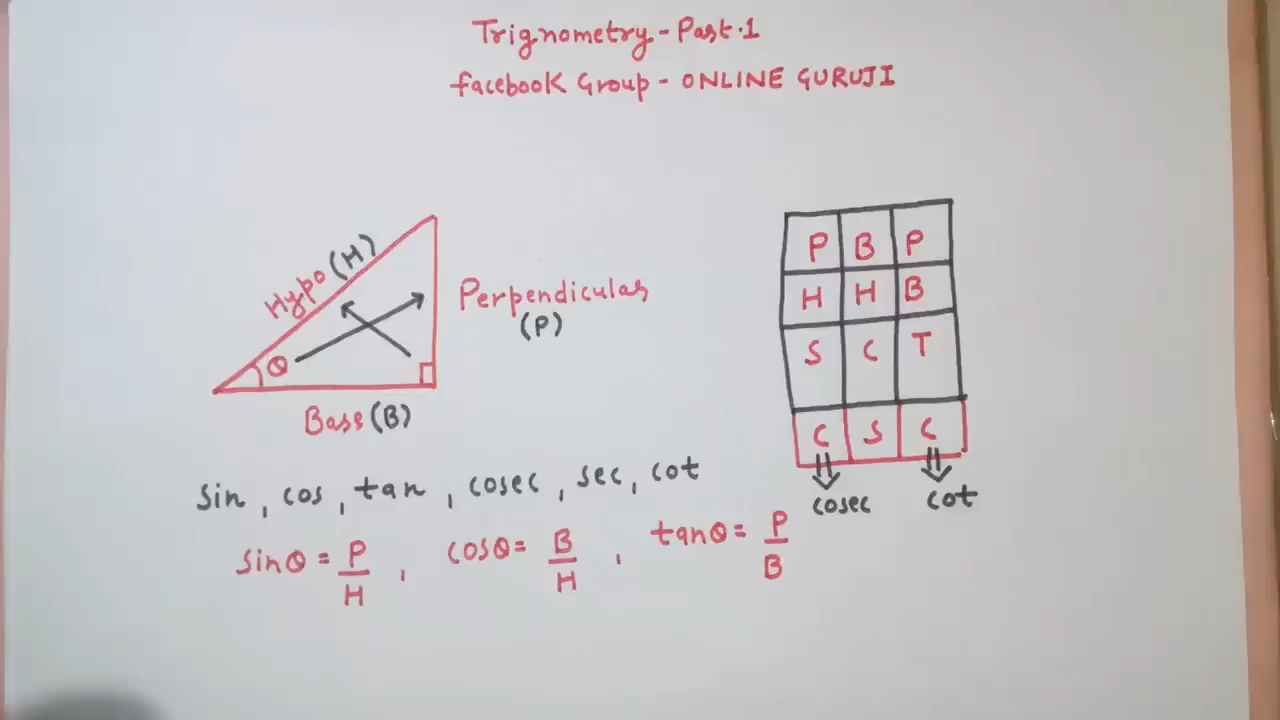 Trignometry - Part.1
facebook Group - ONLINE GURUJI
Hypo (H)
θ
Perpendicular
(P)
Base (B)
P B P
H H B
S C T
C S C
cosec cot
sin, cos, tan, cosec, sec, cot
sinθ = P/H, cosθ = B/H, tanθ = P/B